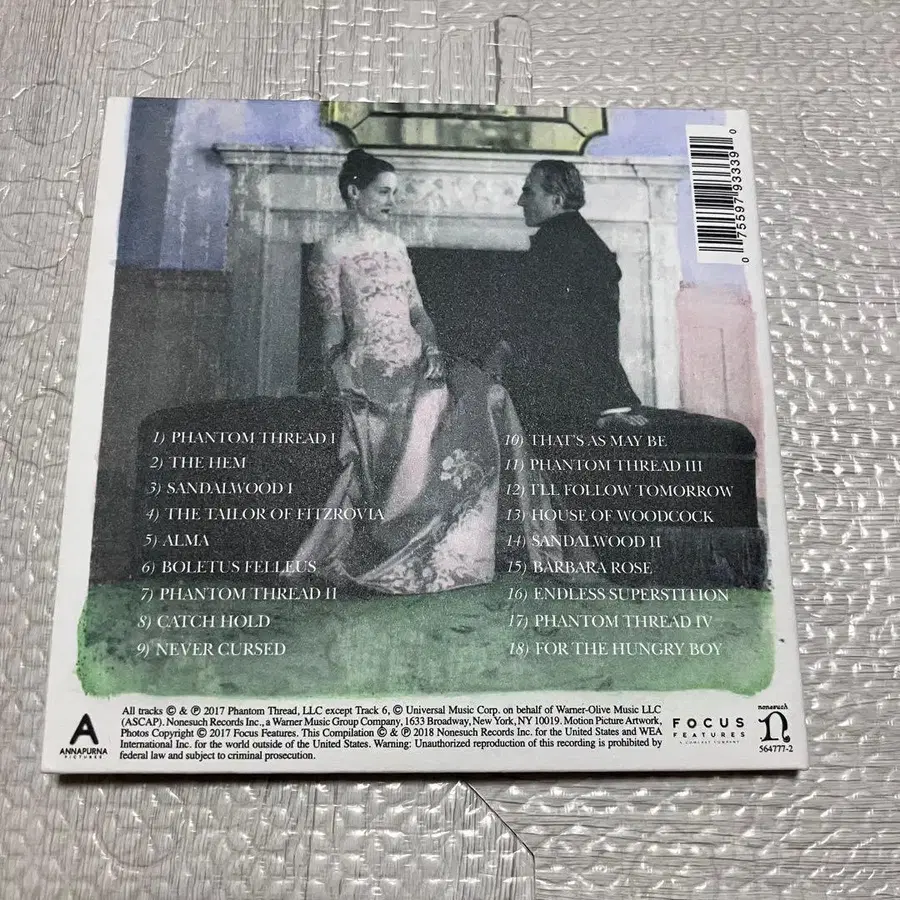 0 75597 93339 0
1) PHANTOM THREAD I
2) THE HEM
3) SANDALWOOD I
4) THE TAILOR OF FITZROVIA
5) ALMA
6) BOLETUS FELLEUS
7) PHANTOM THREAD II
8) CATCH HOLD
9) NEVER CURSED
10) THAT'S AS MAY BE
11) PHANTOM THREAD III
12) I'LL FOLLOW TOMORROW
13) HOUSE OF WOODCOCK
14) SANDALWOOD II
15) BARBARA ROSE
16) ENDLESS SUPERSTITION
17) PHANTOM THREAD IV
18) FOR THE HUNGRY BOY
A
ANNAPURNA
PICTURES
All tracks © & ℗ 2017 Phantom Thread, LLC except Track 6, © Universal Music Corp. on behalf of Warner-Olive Music LLC
(ASCAP). Nonesuch Records Inc., a Warner Music Group Company, 1633 Broadway, New York, NY 10019. Motion Picture Artwork,
Photos Copyright © 2017 Focus Features. This Compilation © & ℗ 2018 Nonesuch Records Inc. for the United States and WEA
International Inc. for the world outside of the United States. Warning: Unauthorized reproduction of this recording is prohibited by
federal law and subject to criminal prosecution.
FOCUS
FEATURES
A COMCAST COMPANY
nonesuch
n
564777-2